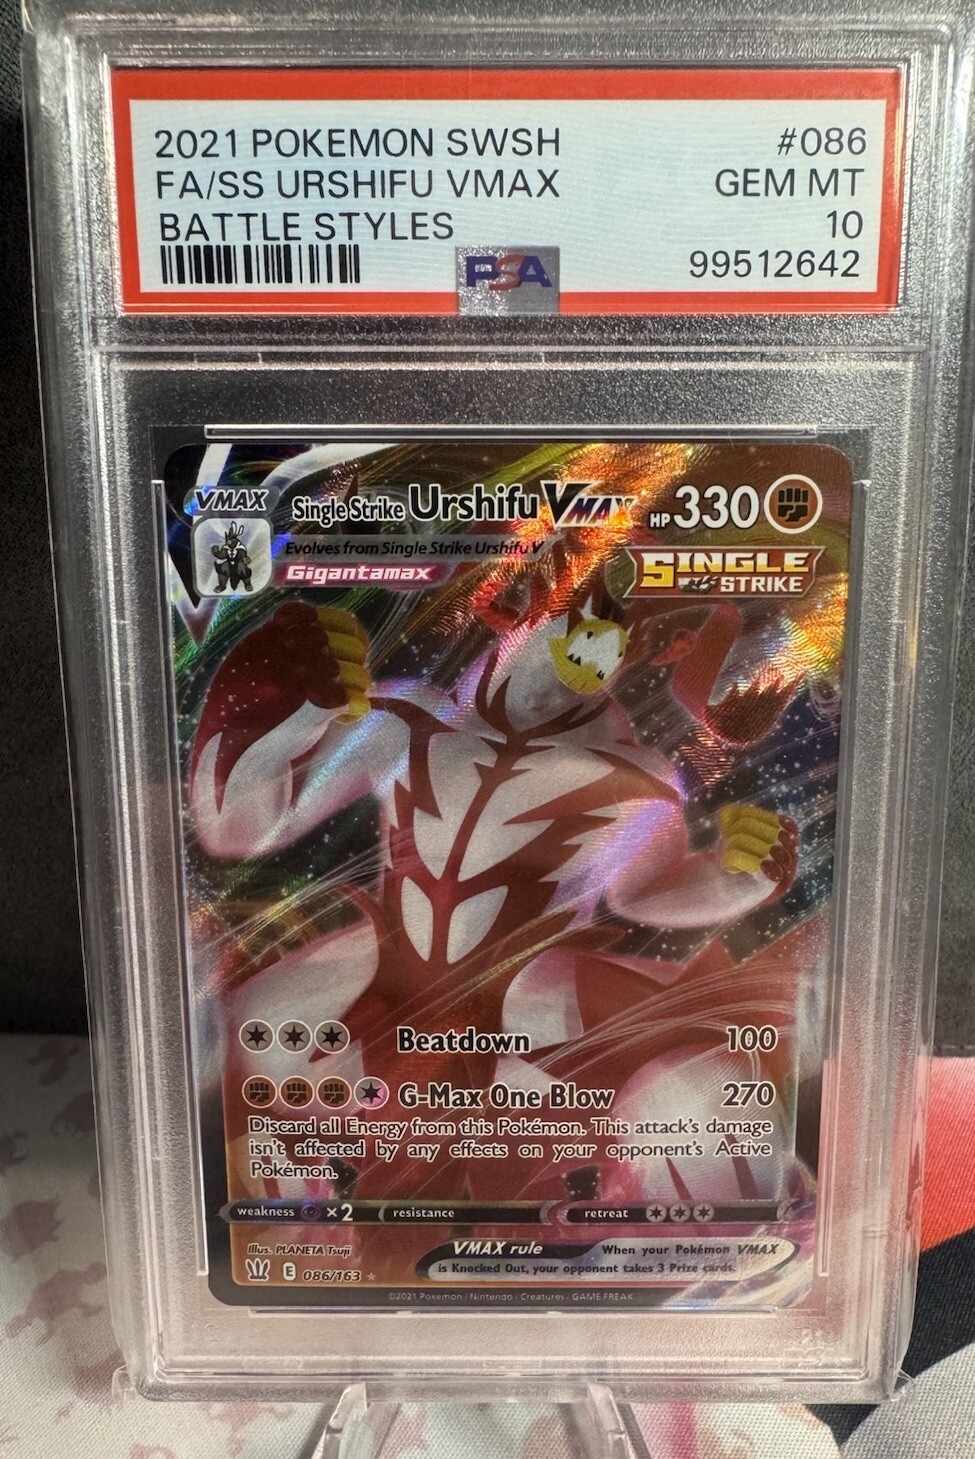 2021 POKEMON SWSH #086
FA/SS URSHIFU VMAX GEM MT
BATTLE STYLES 10
PSA 99512642
VMAX Single Strike Urshifu VMAX HP 330
Evolves from Single Strike Urshifu V
Gigantamax
SINGLE
STRIKE
Beatdown 100
G-Max One Blow 270
Discard all Energy from this Pokémon. This attack's damage
isn't affected by any effects on your opponent's Active
Pokémon.
weakness ×2 resistance retreat
Illus. PLANETA Tsuji
VMAX rule When your Pokémon VMAX
is Knocked Out, your opponent takes 3 Prize cards.
E 086/163
©2021 Pokémon / Nintendo / Creatures / GAME FREAK